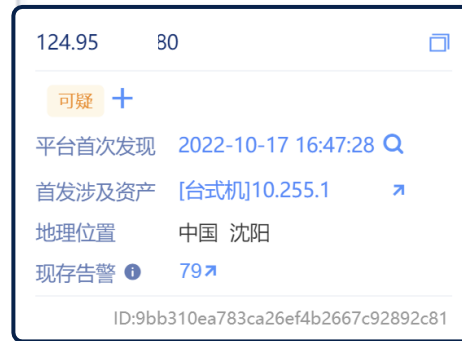 124.95 80
可疑 +
平台首次发现 2022-10-17 16:47:28
首发涉及资产 [台式机]10.255.1
地理位置 中国 沈阳
现存告警 79
ID:9bb310ea783ca26ef4b2667c92892c81